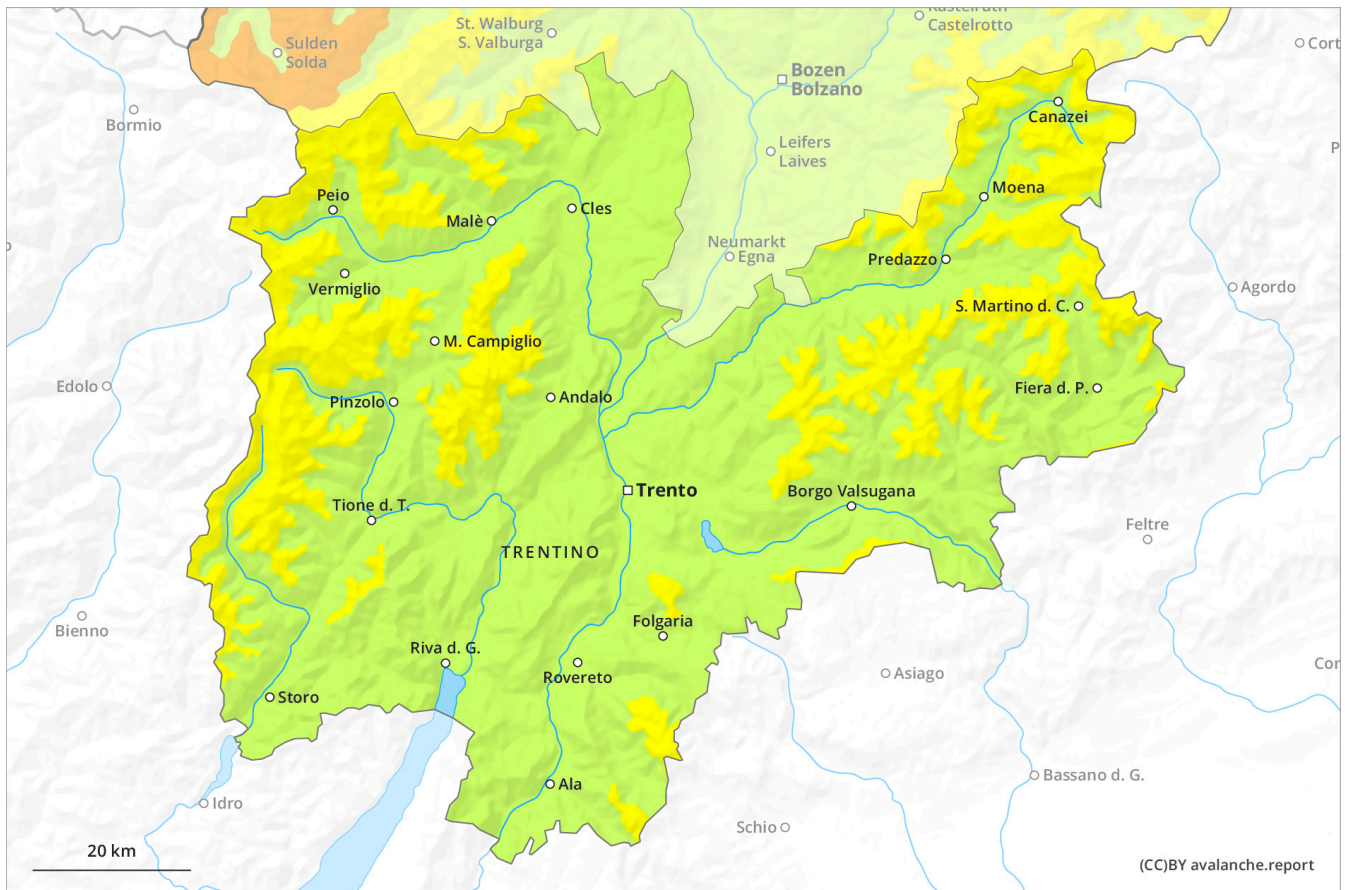 St. Walburg
S. Valburga
Castelrotto
Sulden
Solda
Cort
Bozen
Bolzano
Bormio
Canazei
Leifers
Laives
Peio
Moena
Malè
Cles
Neumarkt
Egna
Predazzo
Vermiglio
Agordo
S. Martino d. C.
M. Campiglio
Edolo
Fiera d. P.
Andalo
Pinzolo
Trento
Borgo Valsugana
Tione d. T.
Feltre
TRENTINO
Bienno
Folgaria
Riva d. G.
Asiago
Rovereto
Storo
Bassano d. G.
Ala
Idro
Schio
20 km
(CC)BY avalanche.report